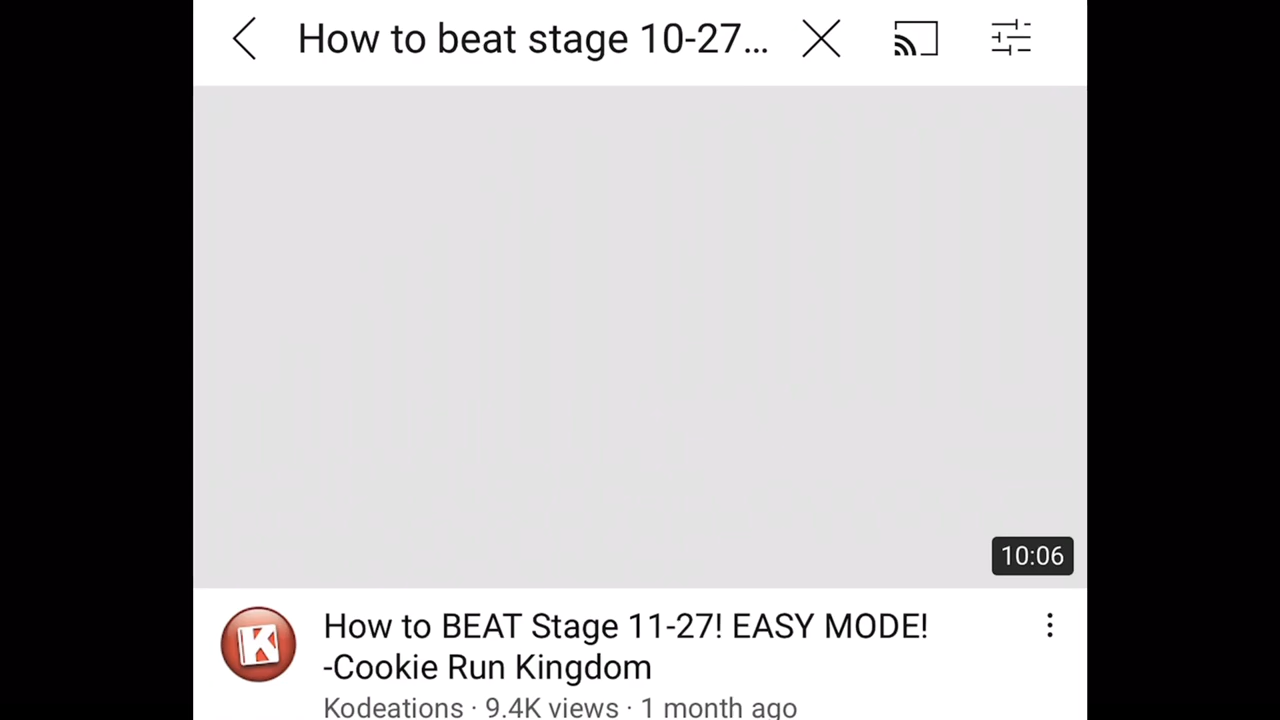 How to beat stage 10-27...
10:06
K
How to BEAT Stage 11-27! EASY MODE!
-Cookie Run Kingdom
Kodeations · 9.4K views · 1 month ago